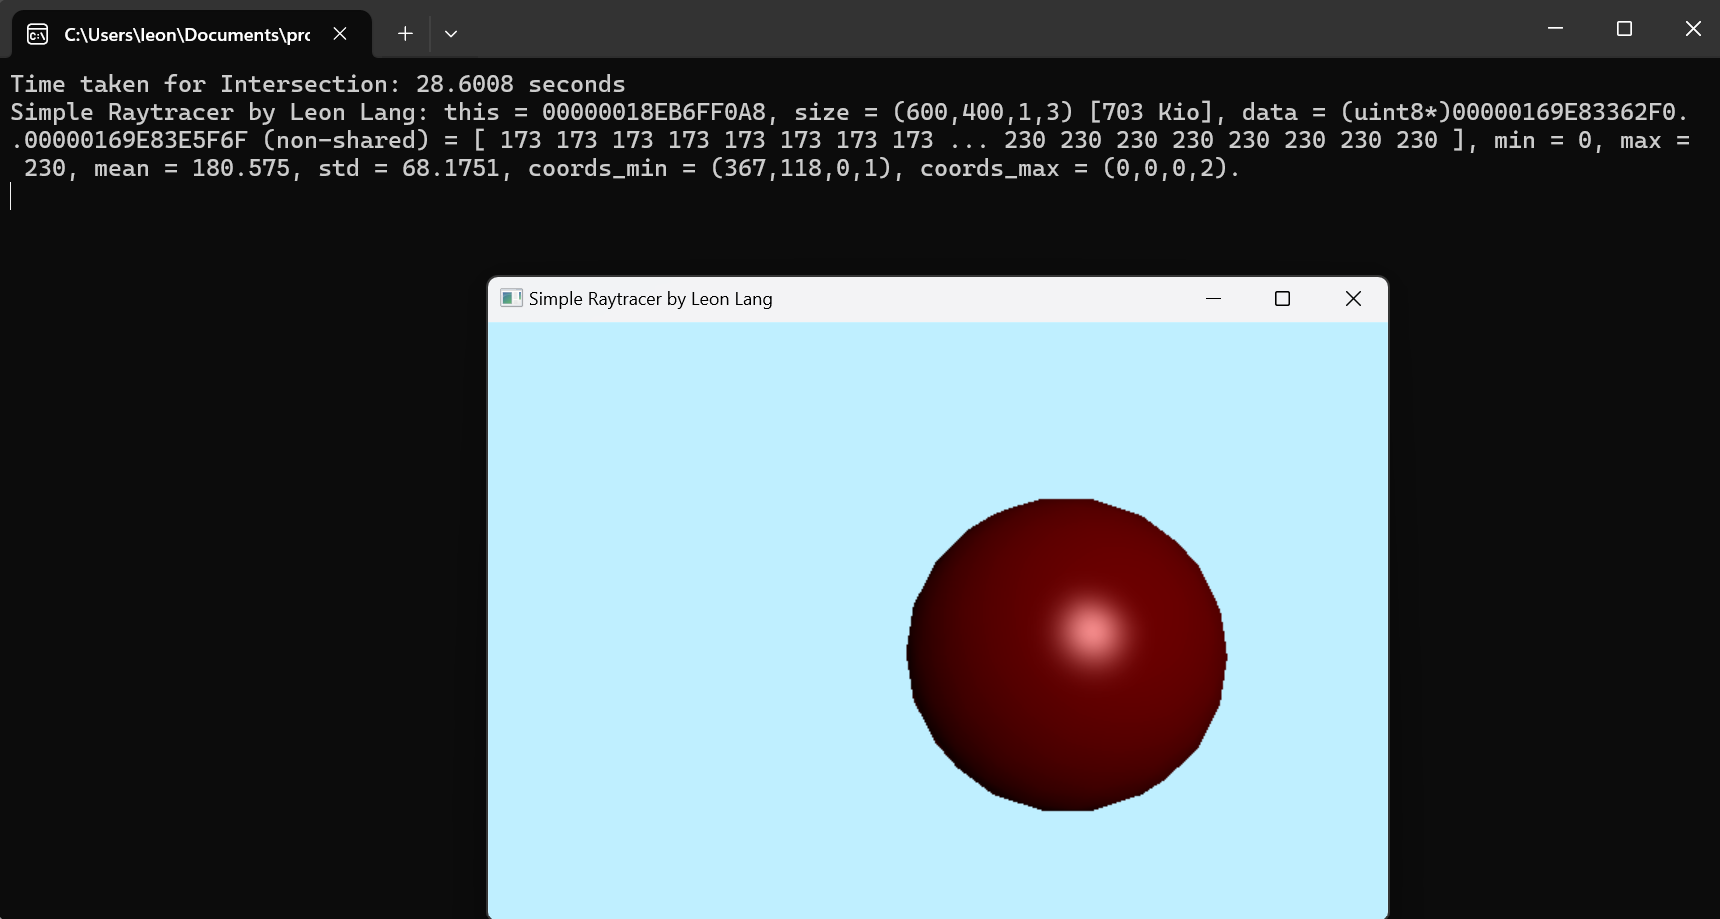 C:\Users\leon\Documents\prc
Time taken for Intersection: 28.6008 seconds
Simple Raytracer by Leon Lang: this = 00000018EB6FF0A8, size = (600,400,1,3) [703 Kio], data = (uint8*)00000169E83362F0.
.00000169E83E5F6F (non-shared) = [ 173 173 173 173 173 173 173 173 ... 230 230 230 230 230 230 230 230 ], min = 0, max =
230, mean = 180.575, std = 68.1751, coords_min = (367,118,0,1), coords_max = (0,0,0,2).
Simple Raytracer by Leon Lang